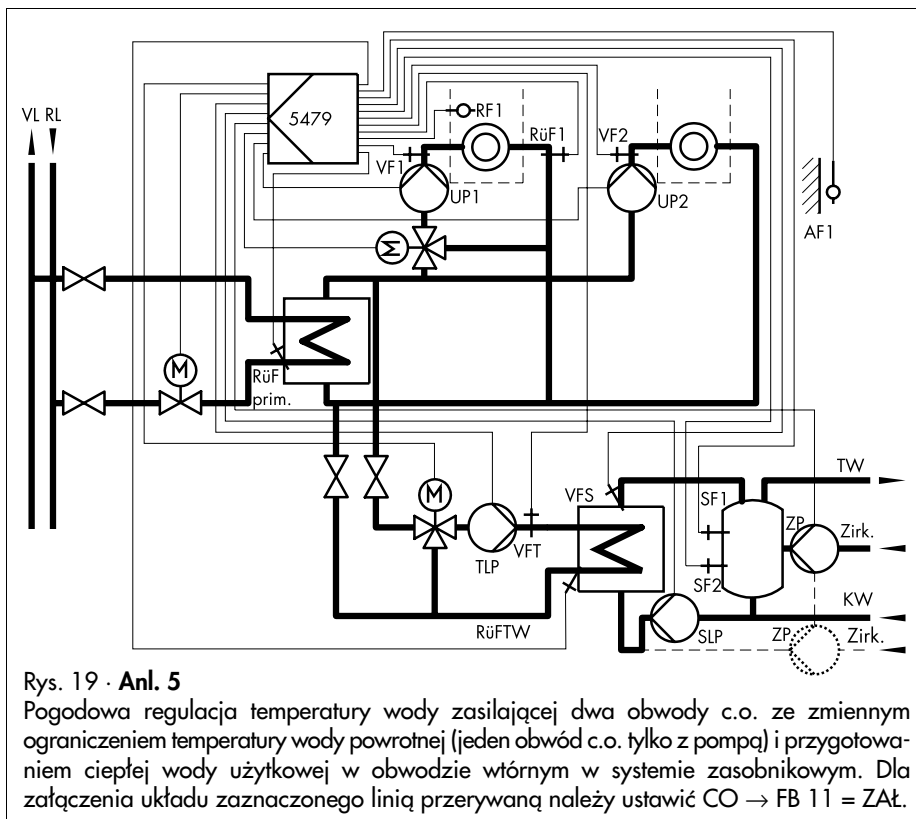 5479
VL RL
RF1
RüF1
VF2
VF1
UP1
UP2
AF1
M
M
RüF
prim.
M
VFS
SF1
TW
ZP
Zirk.
VFT
TLP
SF2
KW
RüFTW
SLP
ZP
Zirk.
Rys. 19 · Anl. 5
Pogodowa regulacja temperatury wody zasilającej dwa obwody c.o. ze zmiennym
ograniczeniem temperatury wody powrotnej (jeden obwód c.o. tylko z pompą) i przygotowa-
niem ciepłej wody użytkowej w obwodzie wtórnym w systemie zasobnikowym. Dla
załączenia układu zaznaczonego linią przerywaną należy ustawić CO → FB 11 = ZAŁ.